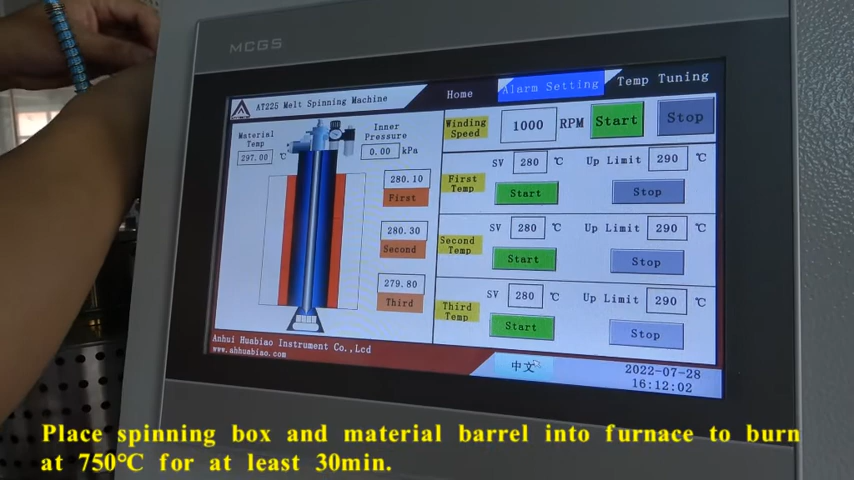 MCGS
AT225 Melt Spinning Machine
Home
Alarm Setting
Temp Tuning
Material
Temp
297.00 ℃
Inner
Pressure
0.00 kPa
280.10
First
280.30
Second
279.80
Third
Winding
Speed
1000 RPM
Start
Stop
First
Temp
SV 280 ℃
Up Limit 290 ℃
Start
Stop
Second
Temp
SV 280 ℃
Up Limit 290 ℃
Start
Stop
Third
Temp
SV 280 ℃
Up Limit 290 ℃
Start
Stop
Anhui Huabiao Instrument Co.,Lcd
www.ahhuabiao.com
中文
2022-07-28
16:12:02
Place spinning box and material barrel into furnace to burn
at 750℃ for at least 30min.